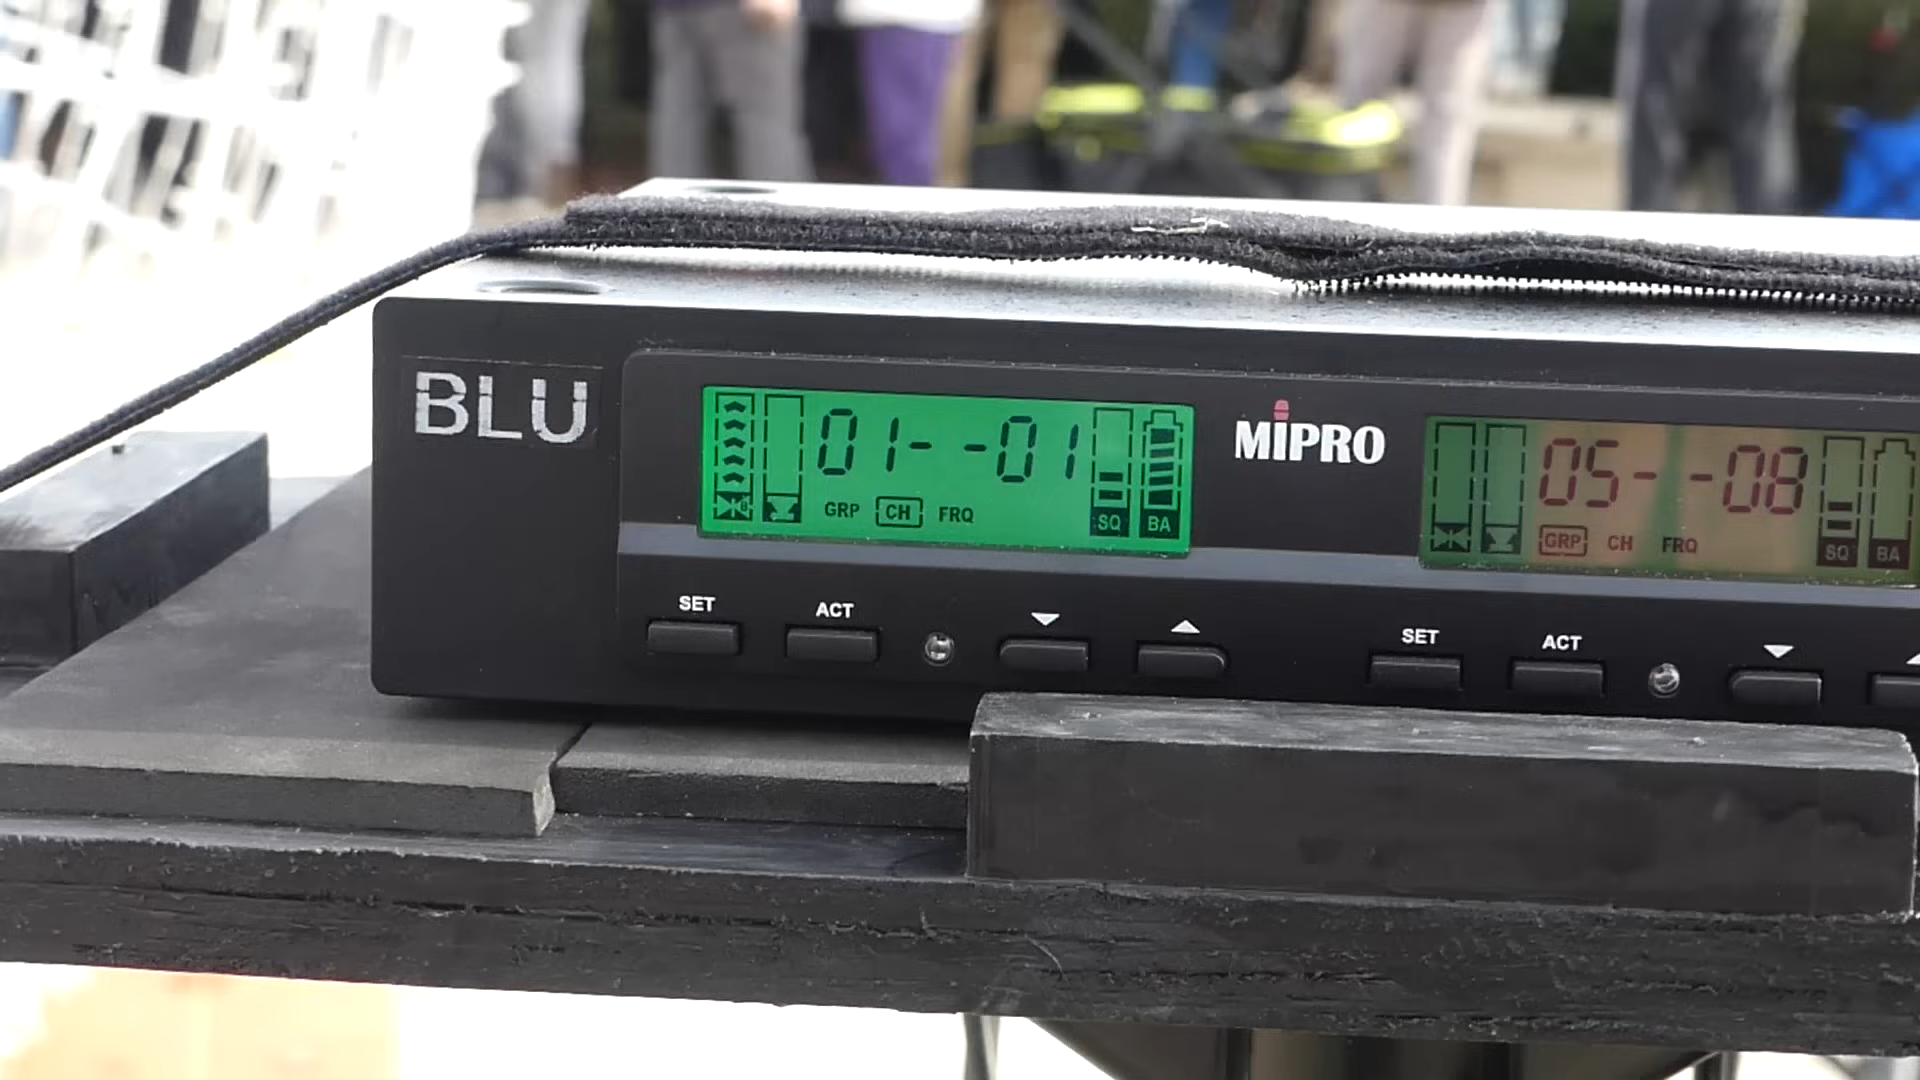 BLU
01--01
GRP CH FRQ SQ BA
MIPRO
05--08
GRP CH FRQ SQ BA
SET ACT
SET ACT